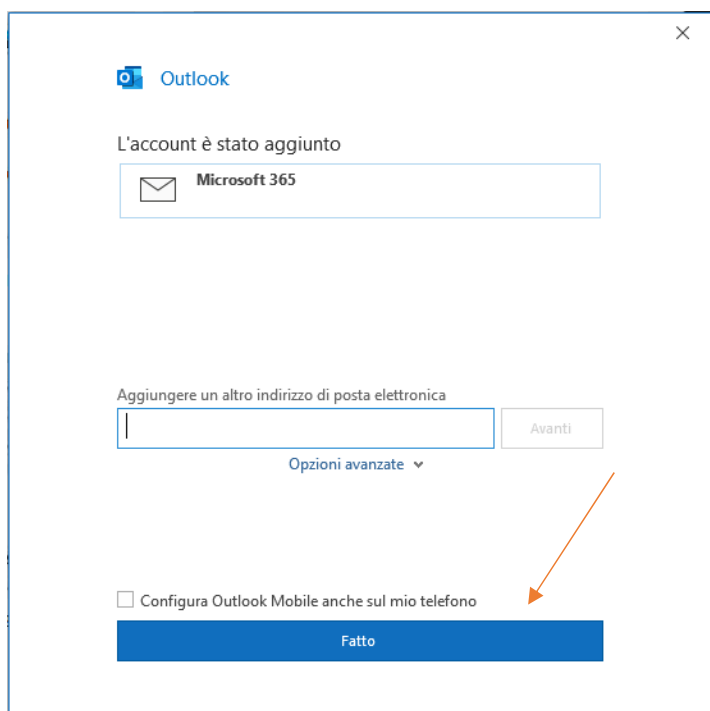 Outlook
L'account è stato aggiunto
Microsoft 365
Aggiungere un altro indirizzo di posta elettronica
Avanti
Opzioni avanzate
Configura Outlook Mobile anche sul mio telefono
Fatto